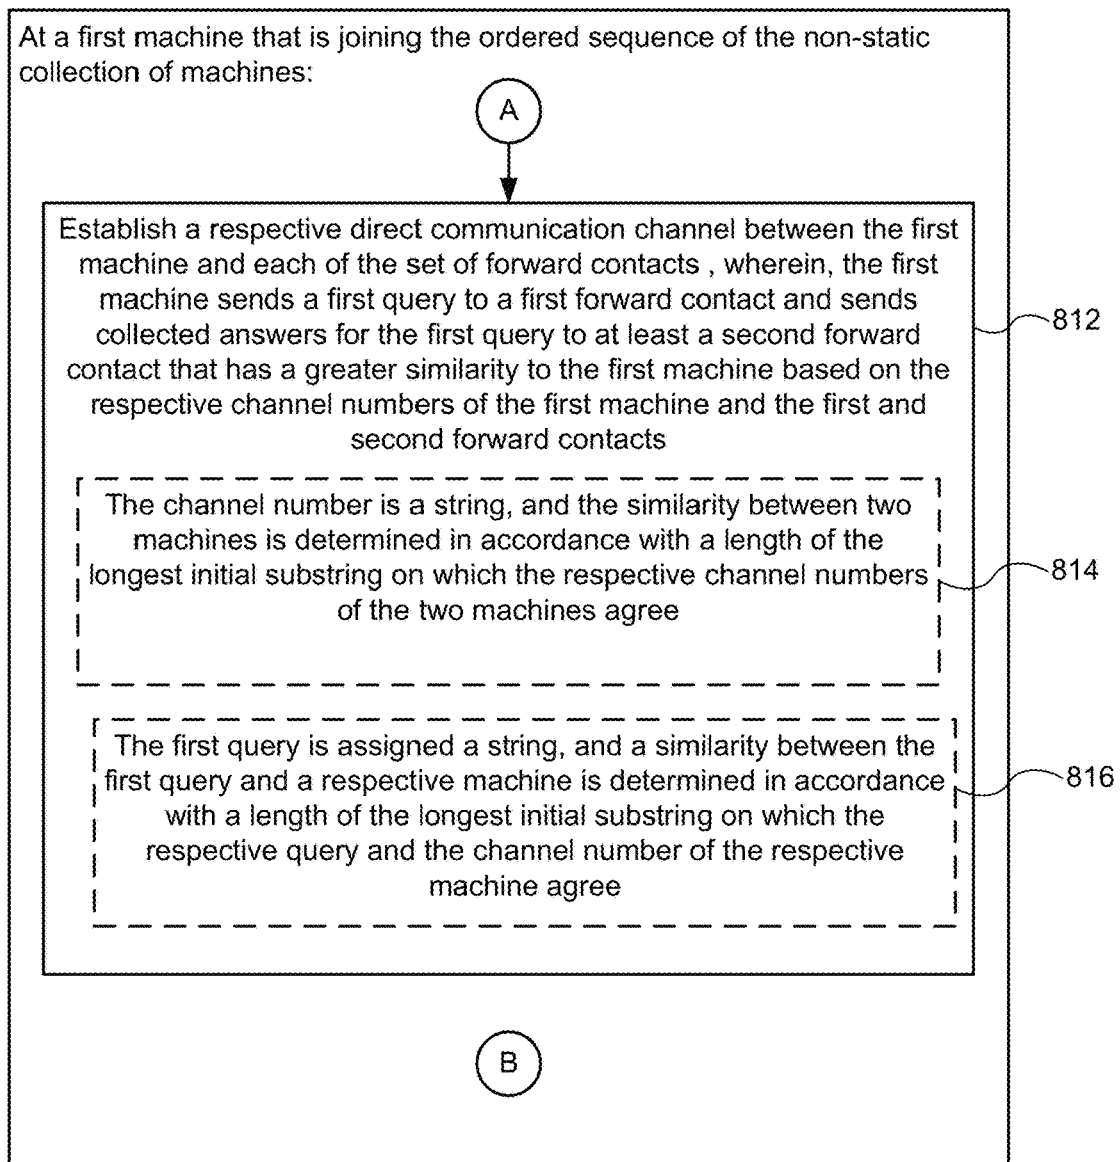 At a first machine that is joining the ordered sequence of the non-static
collection of machines:
A
Establish a respective direct communication channel between the first
machine and each of the set of forward contacts , wherein, the first
machine sends a first query to a first forward contact and sends
collected answers for the first query to at least a second forward
contact that has a greater similarity to the first machine based on the
respective channel numbers of the first machine and the first and
second forward contacts
812
The channel number is a string, and the similarity between two
machines is determined in accordance with a length of the
longest initial substring on which the respective channel numbers
of the two machines agree
814
The first query is assigned a string, and a similarity between the
first query and a respective machine is determined in accordance
with a length of the longest initial substring on which the
respective query and the channel number of the respective
machine agree
816
B